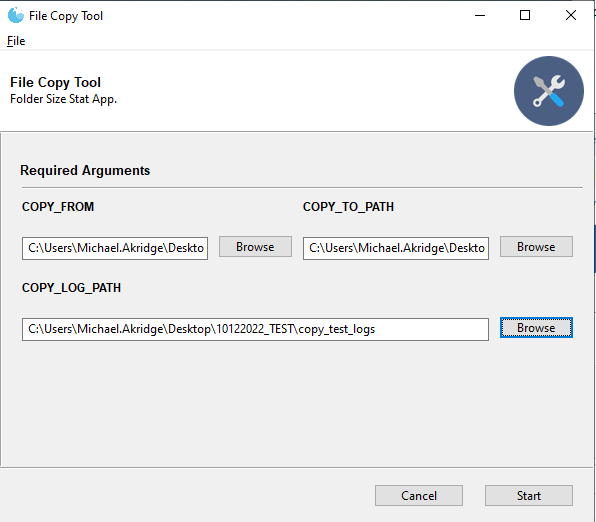 File Copy Tool
File
File Copy Tool
Folder Size Stat App.
Required Arguments
COPY_FROM COPY_TO_PATH
C:\Users\Michael.Akridge\Deskto Browse C:\Users\Michael.Akridge\Deskto Browse
COPY_LOG_PATH
C:\Users\Michael.Akridge\Desktop\10122022_TEST\copy_test_logs Browse
Cancel Start